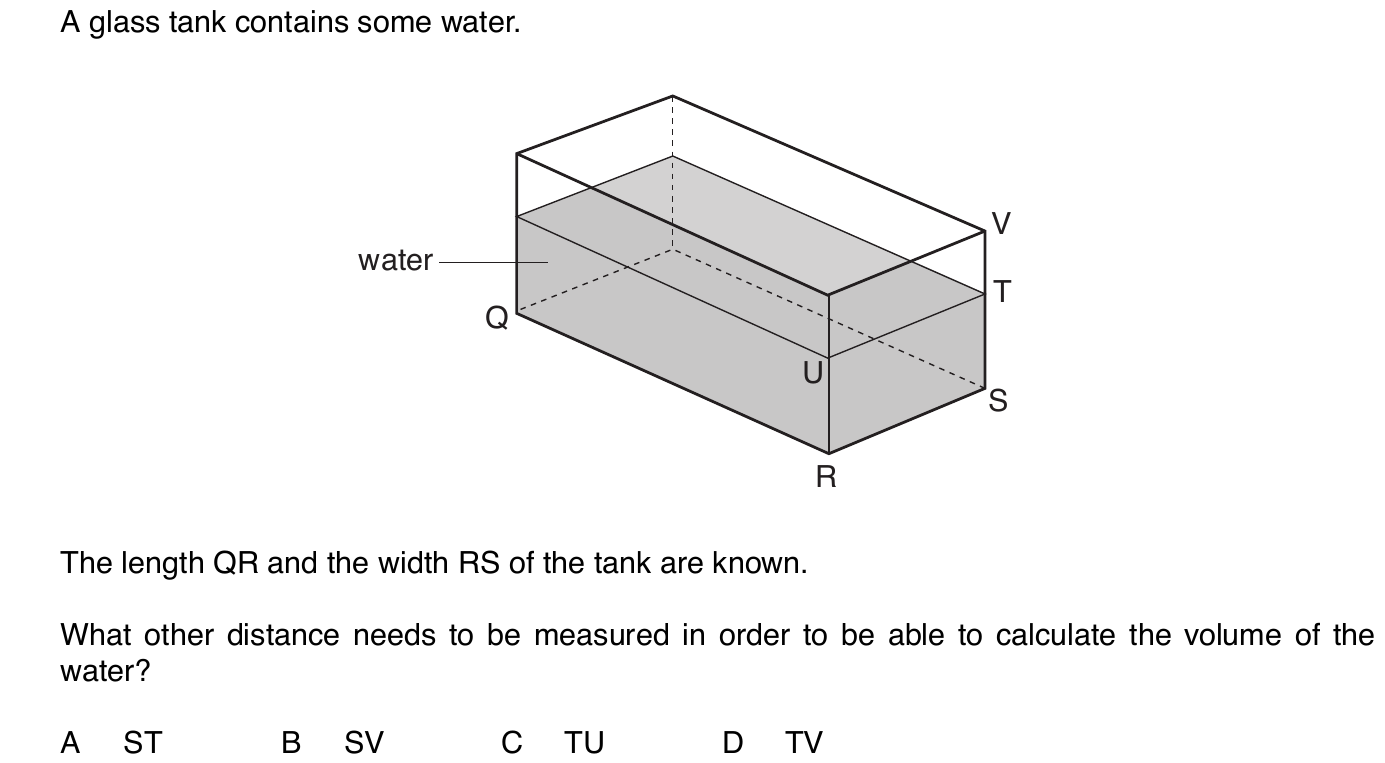 A glass tank contains some water.
V
water
T
Q
U
S
R
The length QR and the width RS of the tank are known.
What other distance needs to be measured in order to be able to calculate the volume of the
water?
A ST B SV C TU D TV